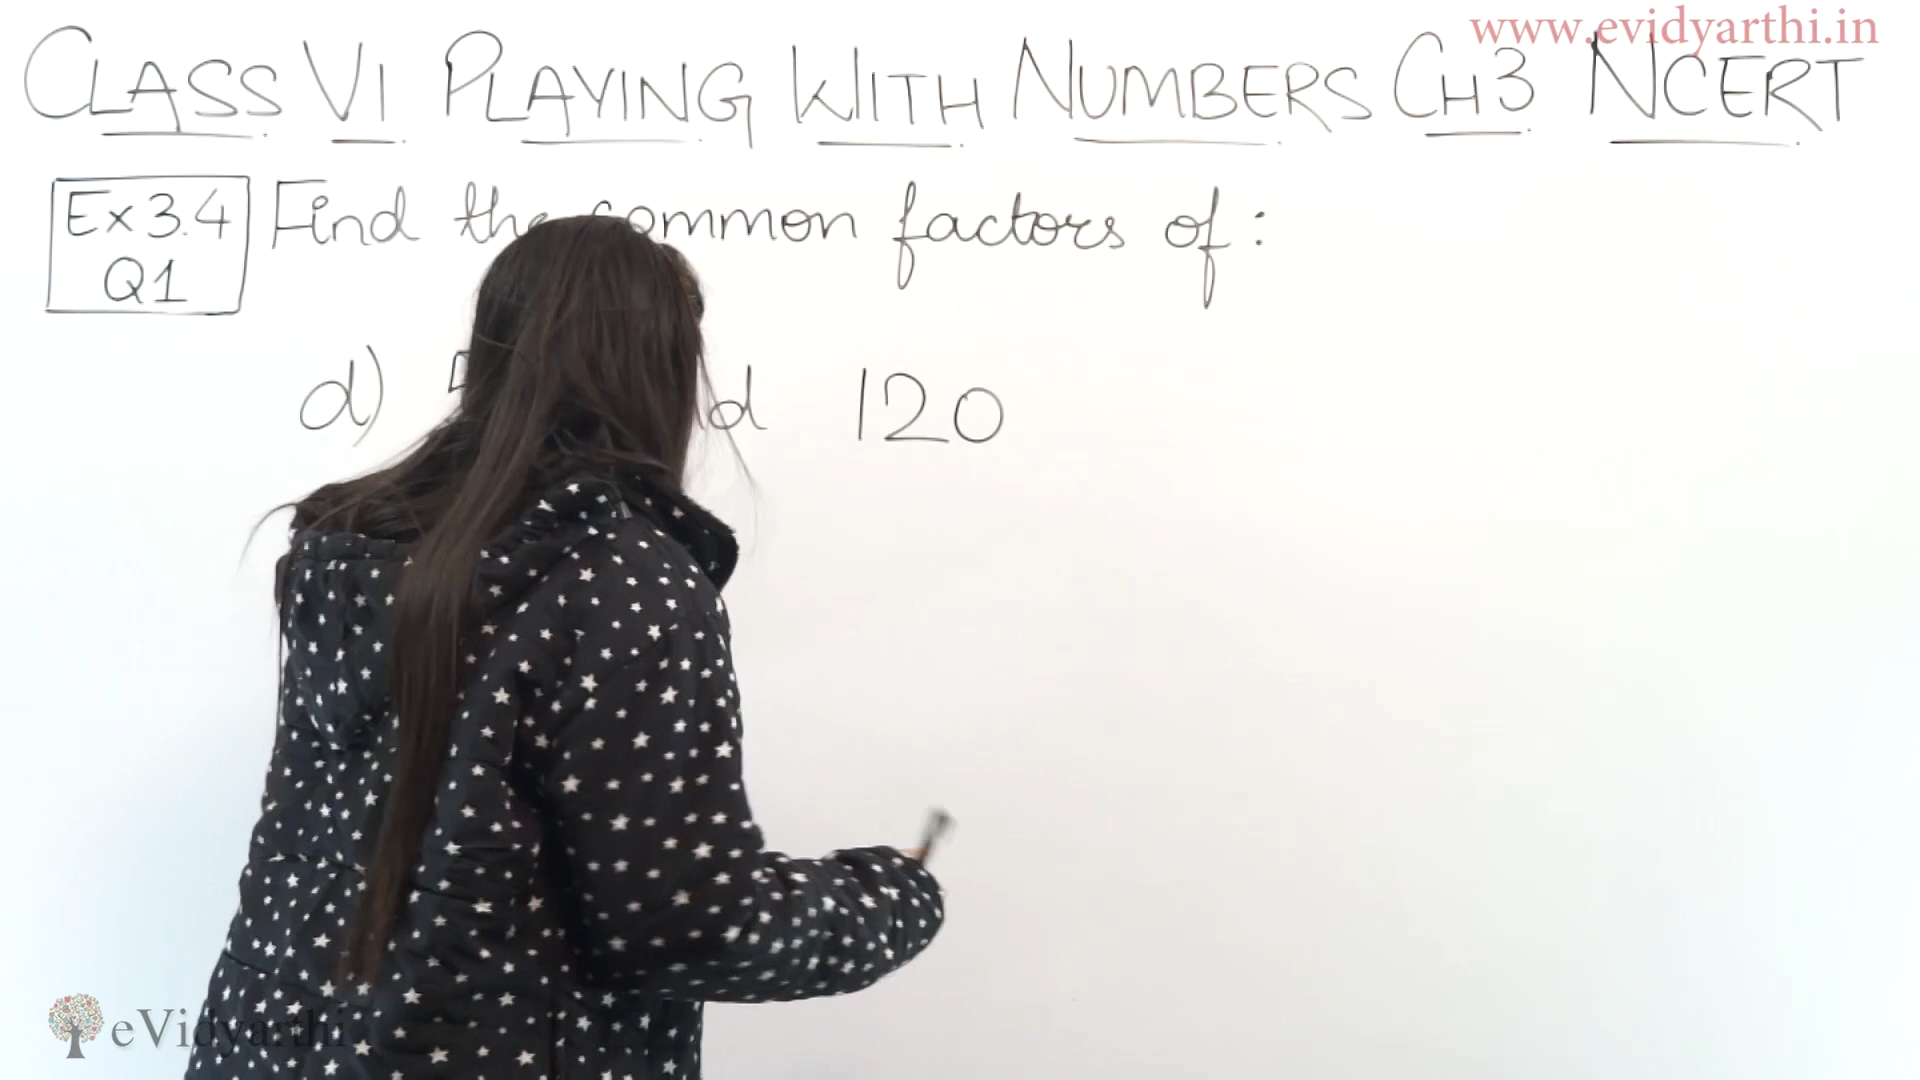 www.evidyarthi.in
CLASS VI PLAYING WITH NUMBERS CH3 NCERT
Ex 3.4
Q1
Find the common factors of :
d) d 120
eVidyarthi